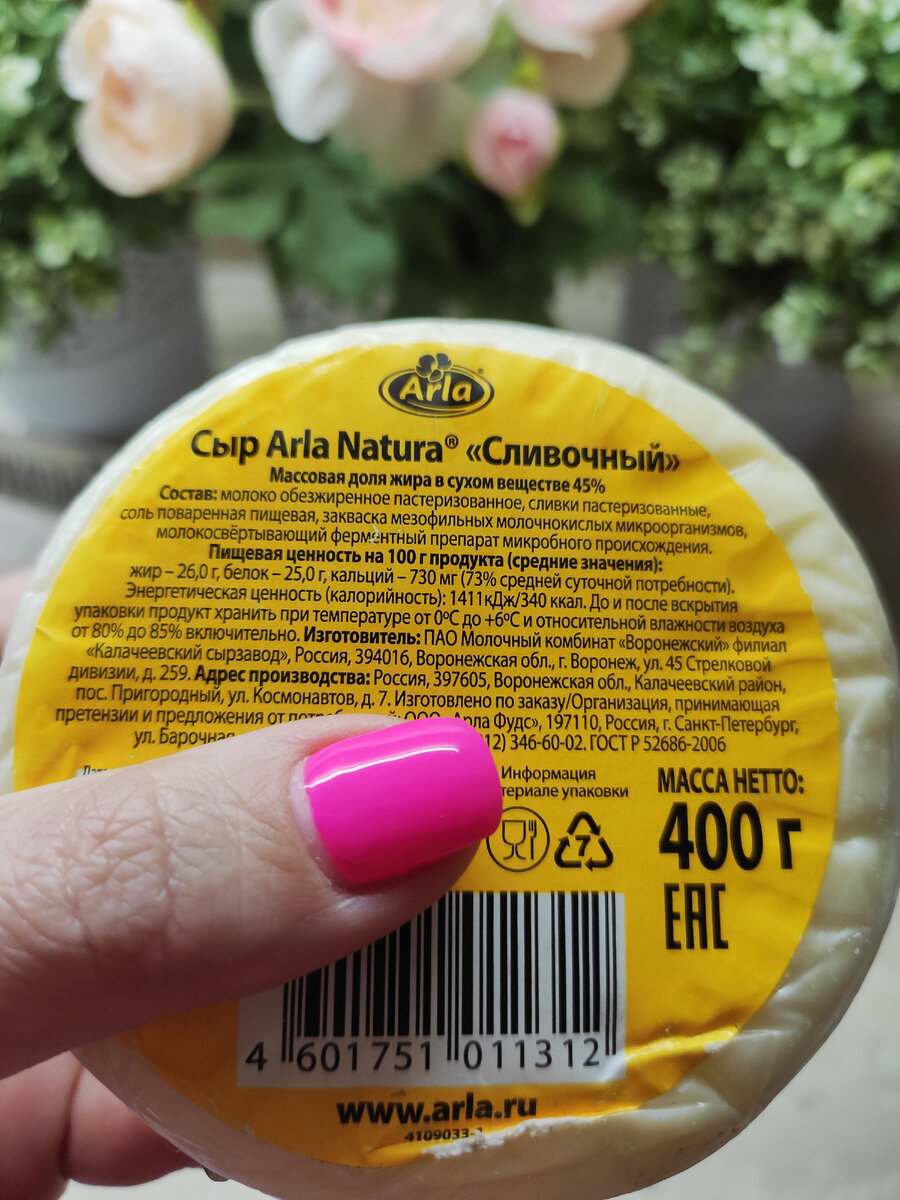 Arla®
Сыр Arla Natura® «Сливочный»
Массовая доля жира в сухом веществе 45%
Состав: молоко обезжиренное пастеризованное, сливки пастеризованные,
соль поваренная пищевая, закваска мезофильных молочнокислых микроорганизмов,
молокосвёртывающий ферментный препарат микробного происхождения.
Пищевая ценность на 100 г продукта (средние значения):
жир – 26,0 г, белок – 25,0 г, кальций – 730 мг (73% средней суточной потребности).
Энергетическая ценность (калорийность): 1411кДж/340 ккал. До и после вскрытия
упаковки продукт хранить при температуре от 0°С до +6°С и относительной влажности воздуха
от 80% до 85% включительно. Изготовитель: ПАО Молочный комбинат «Воронежский» филиал
«Калачеевский сырзавод», Россия, 394016, Воронежская обл., г. Воронеж, ул. 45 Стрелковой
дивизии, д. 259. Адрес производства: Россия, 397605, Воронежская обл., Калачеевский район,
пос. Пригородный, ул. Космонавтов, д. 7. Изготовлено по заказу/Организация, принимающая
претензии и предложения от ООО «Арла Фудс», 197110, Россия, г. Санкт-Петербург,
ул. Барочная 12) 346-60-02. ГОСТ Р 52686-2006
Информация
упаковки
МАССА НЕТТО:
400 г
7
EAC
4 601751 011312
www.arla.ru
4109033-1